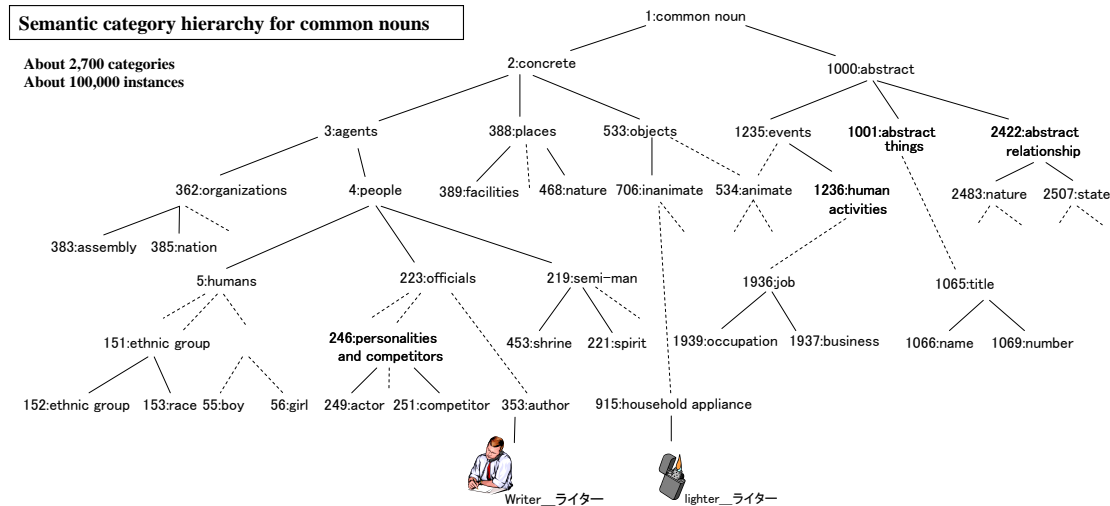 Semantic category hierarchy for common nouns
About 2,700 categories
About 100,000 instances
1:common noun
2:concrete
1000:abstract
3:agents
388:places
533:objects
1235:events
1001:abstract
things
2422:abstract
relationship
362:organizations
4:people
389:facilities
468:nature
706:inanimate
534:animate
1236:human
activities
2483:nature
2507:state
383:assembly
385:nation
5:humans
223:officials
219:semi-man
1936:job
1065:title
151:ethnic group
246:personalities
and competitors
453:shrine
221:spirit
1939:occupation
1937:business
1066:name
1069:number
152:ethnic group
153:race
55:boy
56:girl
249:actor
251:competitor
353:author
915:household appliance
Writer__ライター
lighter__ライター